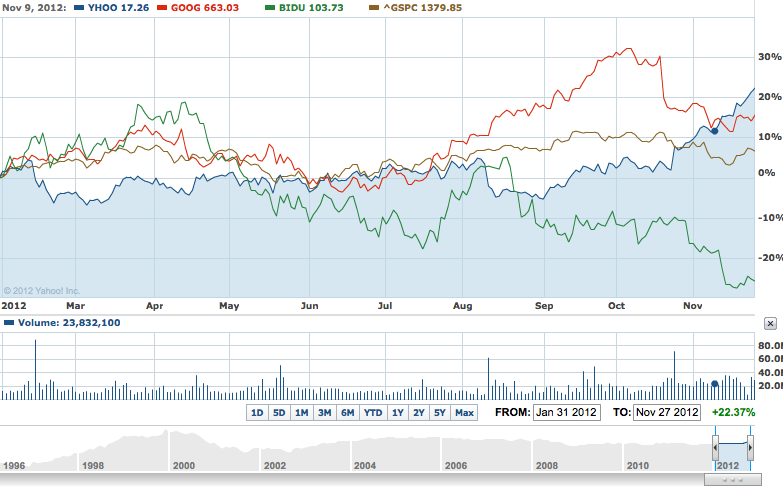 Nov 9, 2012: YHOO 17.26 GOOG 663.03 BIDU 103.73 ^GSPC 1379.85
30%
20%
10%
0%
-10%
-20%
© 2012 Yahoo! Inc.
2012 Mar Apr May Jun Jul Aug Sep Oct Nov
Volume: 23,832,100
80.0
60.0
40.0
20.0
1D 5D 1M 3M 6M YTD 1Y 2Y 5Y Max FROM: Jan 31 2012 TO: Nov 27 2012 +22.37%
1996 1998 2000 2002 2004 2006 2008 2010 2012